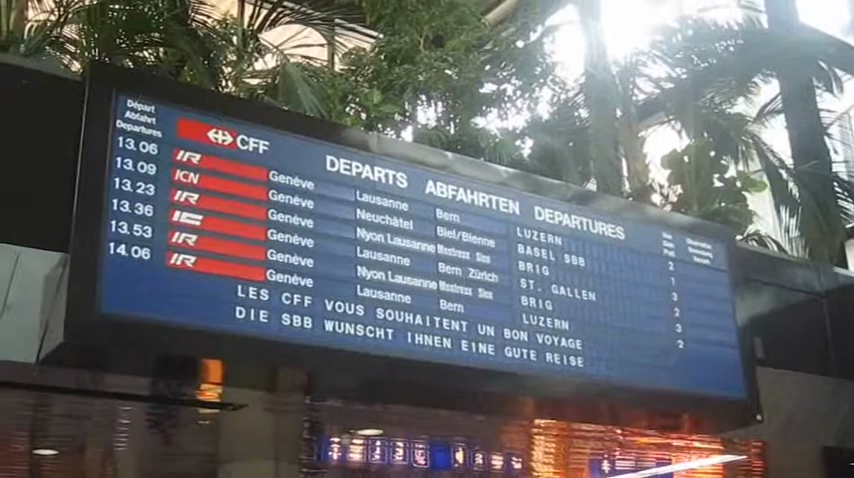 Départ
Abfahrt
Departures
CFF
DEPARTS ABFAHRTEN DEPARTURES
13.06 IR Genève Lausanne Bern LUZERN 2
13.09 ICN Genève Neuchâtel Biel/Bienne BASEL SBB 1
13.23 IR Genève Nyon Lausanne Montreux Sion BRIG 3
13.36 IC Genève Lausanne Bern Zürich ST. GALLEN
13.53 IR Genève Nyon Lausanne Montreux Sion BRIG 3
14.06 IR Genève Lausanne Bern LUZERN 2
LES CFF VOUS SOUHAITENT UN BON VOYAGE
DIE SBB WUNSCHT IHNEN EINE GUTE REISE